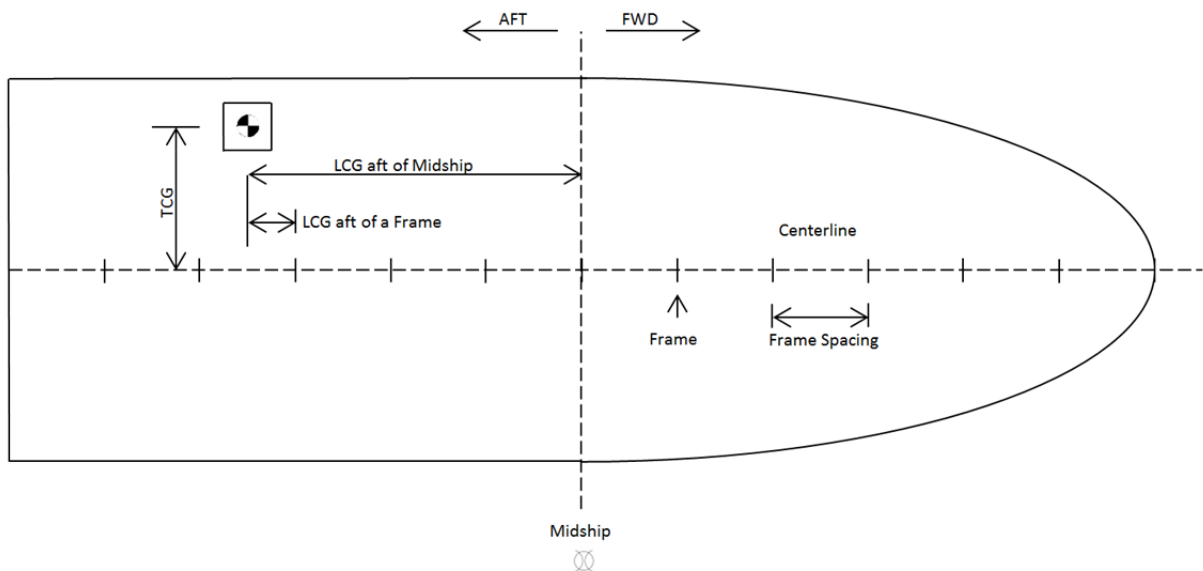 AFT
FWD
LCG aft of Midship
TCG
LCG aft of a Frame
Centerline
Frame
Frame Spacing
Midship